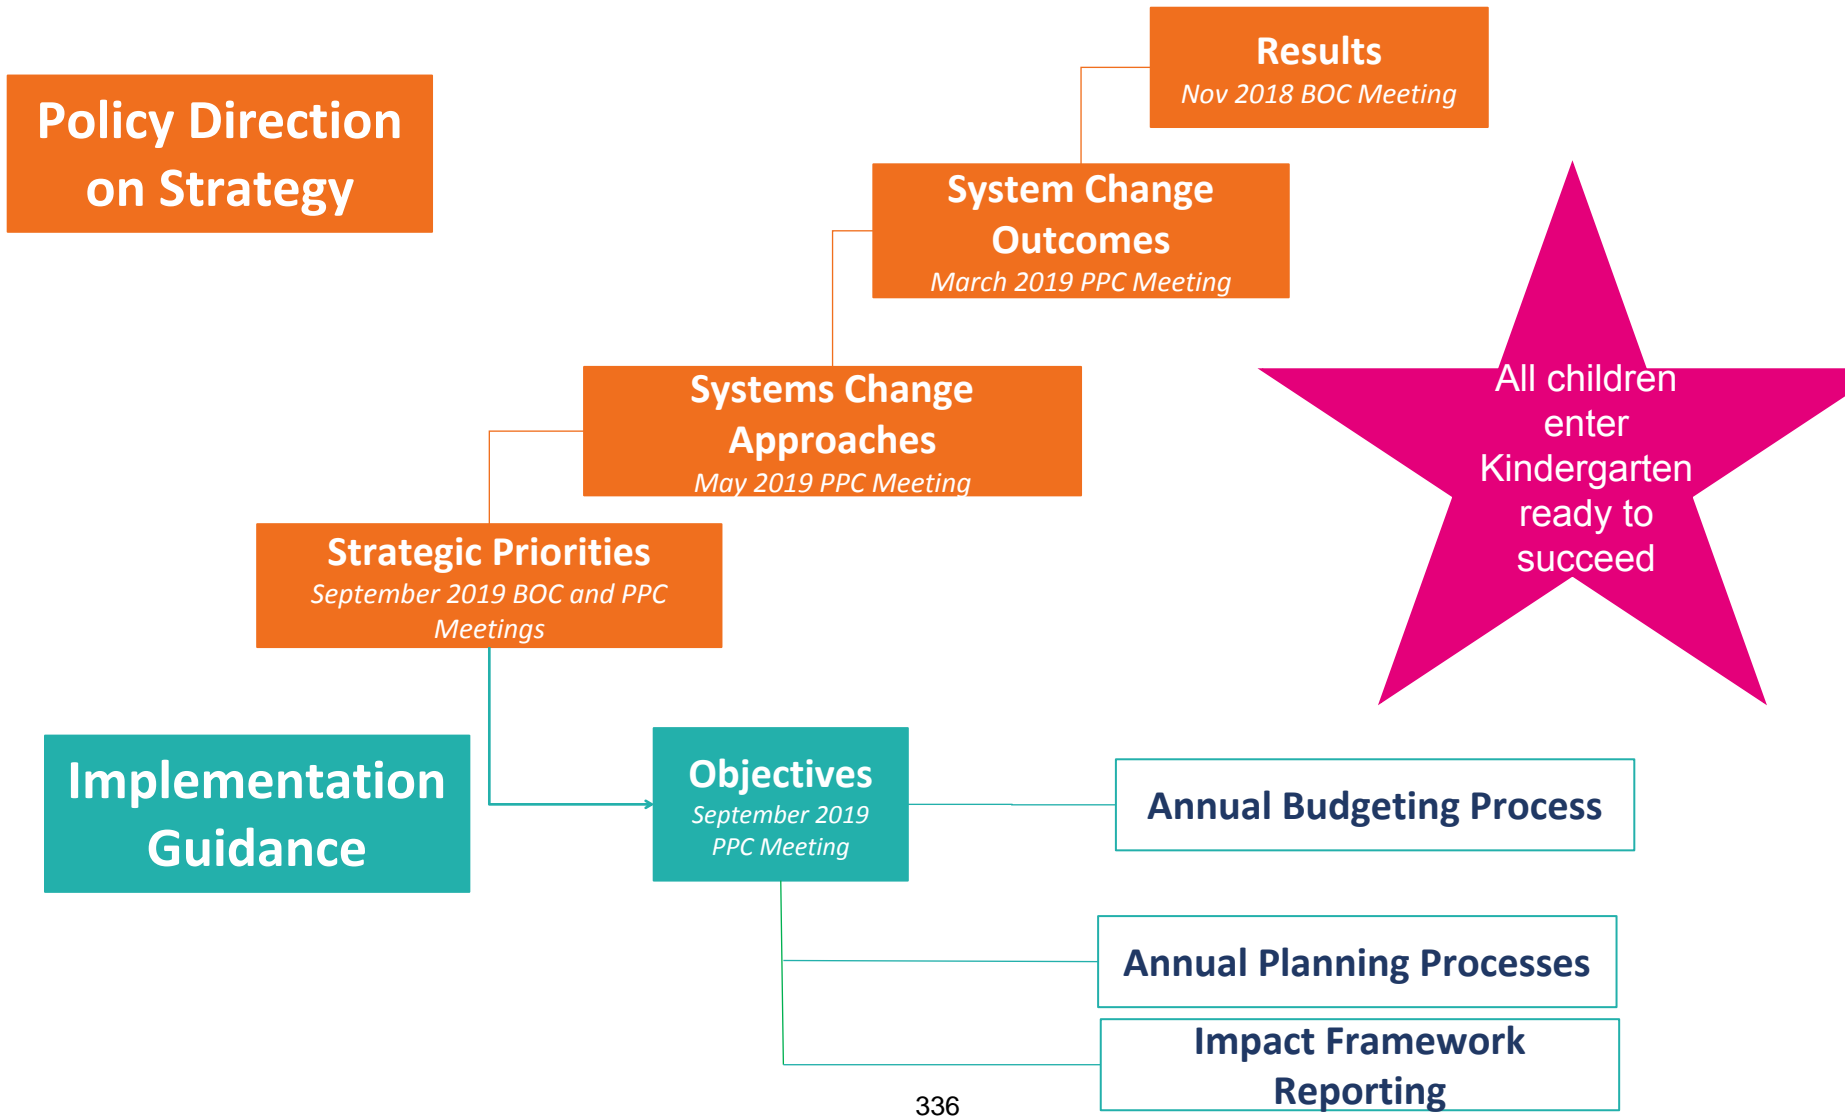 Results
Nov 2018 BOC Meeting
Policy Direction
on Strategy
System Change
Outcomes
March 2019 PPC Meeting
Systems Change
Approaches
May 2019 PPC Meeting
All children
enter
Kindergarten
ready to
succeed
Strategic Priorities
September 2019 BOC and PPC
Meetings
Implementation
Guidance
Objectives
September 2019
PPC Meeting
Annual Budgeting Process
Annual Planning Processes
Impact Framework
Reporting
336